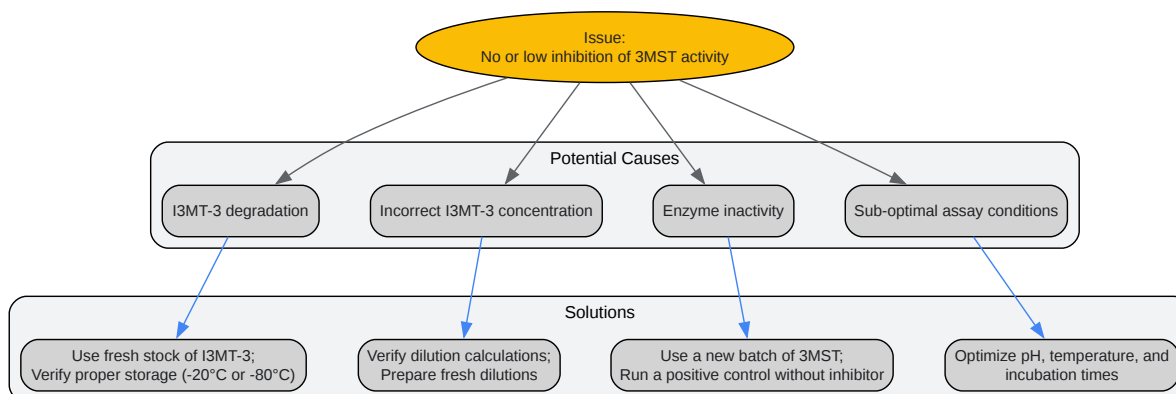 Issue:
No or low inhibition of 3MST activity
Potential Causes
I3MT-3 degradation
Incorrect I3MT-3 concentration
Enzyme inactivity
Sub-optimal assay conditions
Solutions
Use fresh stock of I3MT-3;
Verify proper storage (-20°C or -80°C)
Verify dilution calculations;
Prepare fresh dilutions
Use a new batch of 3MST;
Run a positive control without inhibitor
Optimize pH, temperature, and
incubation times